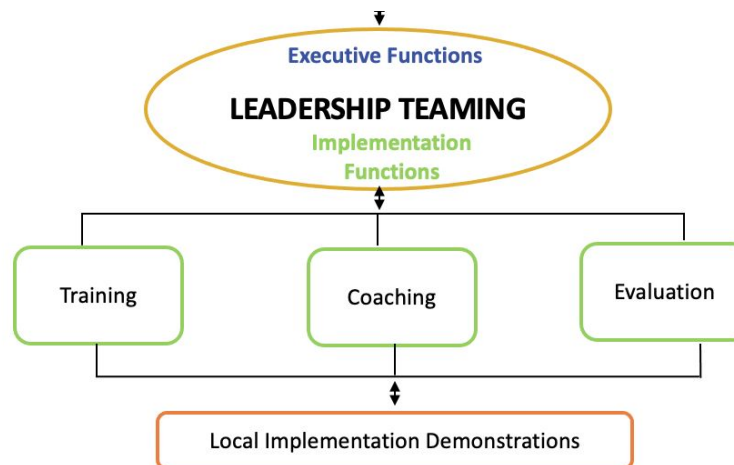 Executive Functions
LEADERSHIP TEAMING
Implementation
Functions
Training
Coaching
Evaluation
Local Implementation Demonstrations